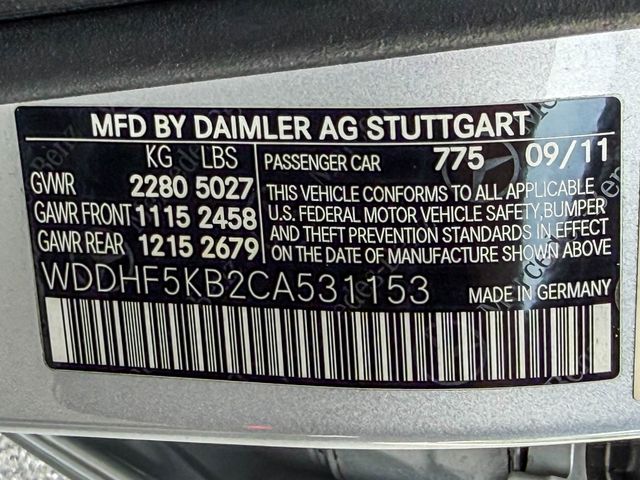 MFD BY DAIMLER AG STUTTGART
KG LBS
GVWR 2280 5027
GAWR FRONT 1115 2458
GAWR REAR 1215 2679
PASSENGER CAR 775 09/11
THIS VEHICLE CONFORMS TO ALL APPLICABLE
U.S. FEDERAL MOTOR VEHICLE SAFETY, BUMPER
AND THEFT PREVENTION STANDARDS IN EFFECT
ON THE DATE OF MANUFACTURE SHOWN ABOVE.
WDDHF5KB2CA531153 MADE IN GERMANY